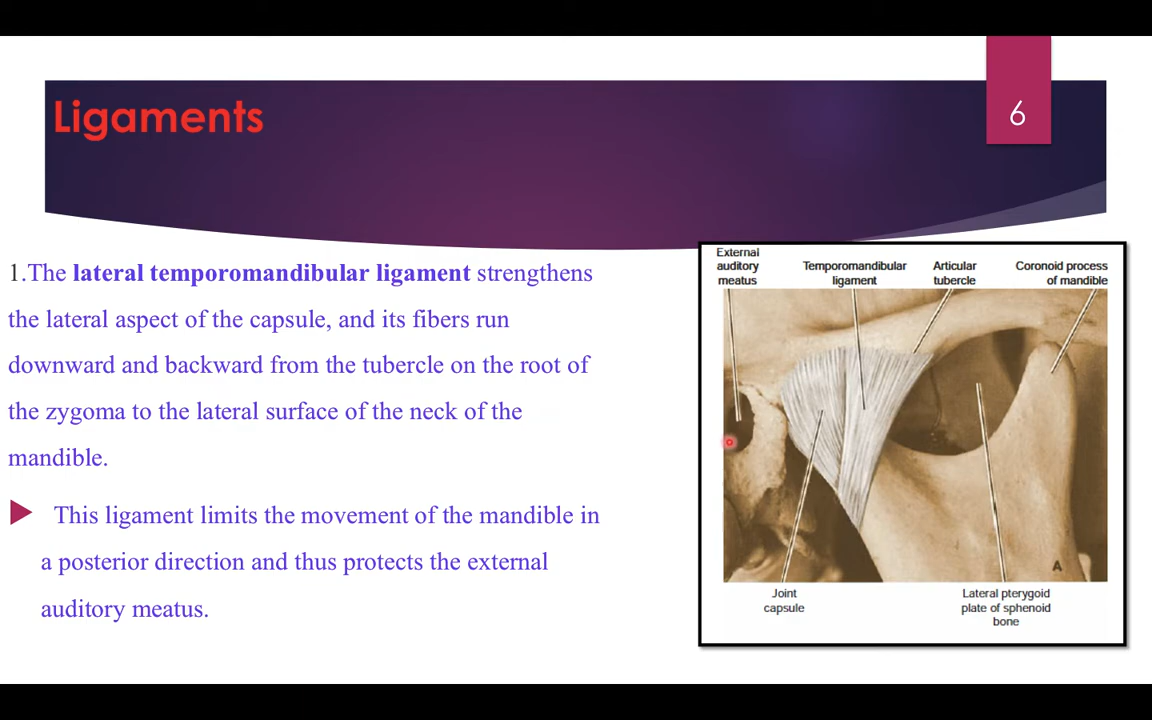 Ligaments
6
1.The lateral temporomandibular ligament strengthens
the lateral aspect of the capsule, and its fibers run
downward and backward from the tubercle on the root of
the zygoma to the lateral surface of the neck of the
mandible.
This ligament limits the movement of the mandible in
a posterior direction and thus protects the external
auditory meatus.
External
auditory
meatus
Temporomandibular
ligament
Articular
tubercle
Coronoid process
of mandible
A
Joint
capsule
Lateral pterygoid
plate of sphenoid
bone